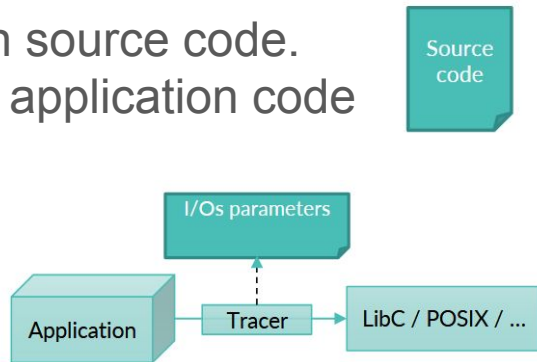 n source code.
application code
Source
code
I/Os parameters
Application
Tracer
LibC / POSIX / ...